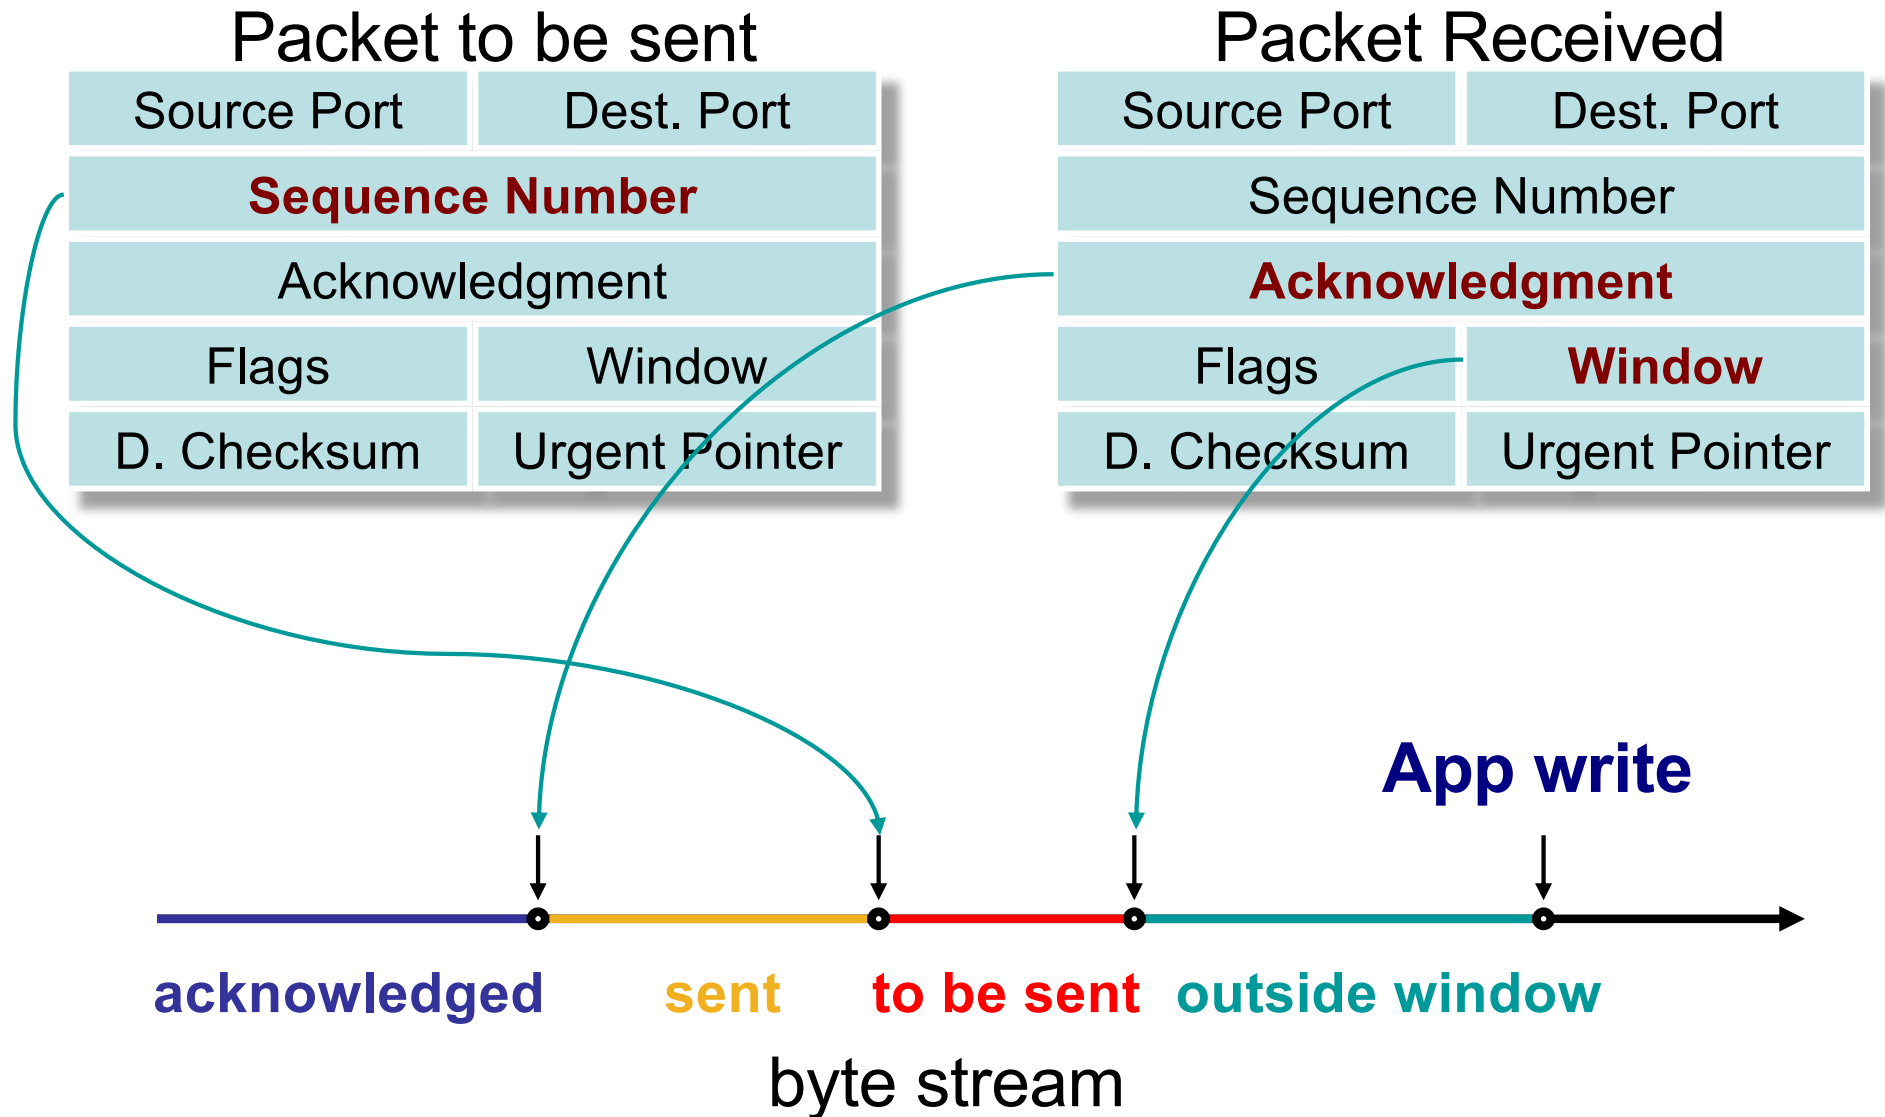 Packet to be sent
Source Port Dest. Port
Sequence Number
Acknowledgment
Flags Window
D. Checksum Urgent Pointer
Packet Received
Source Port Dest. Port
Sequence Number
Acknowledgment
Flags Window
D. Checksum Urgent Pointer
App write
acknowledged sent to be sent outside window
byte stream